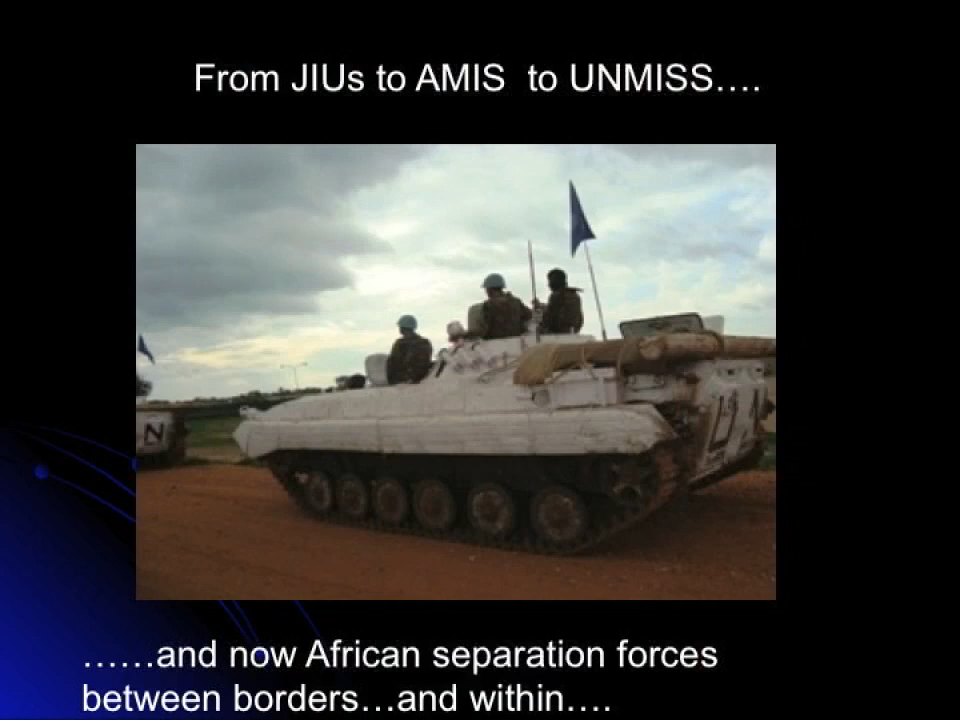 From JIUs to AMIS  to UNMISS….
N
……and now African separation forces
between borders…and within….